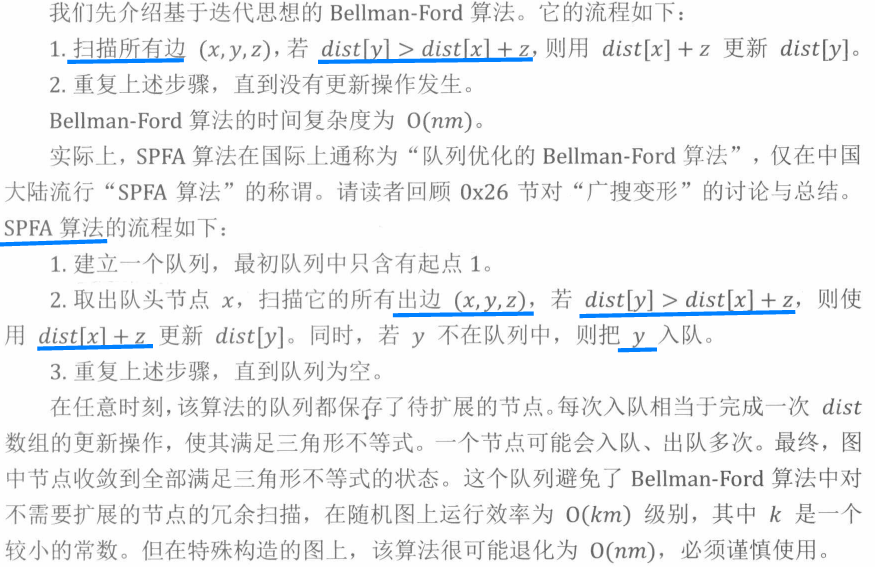 我们先介绍基于迭代思想的 Bellman-Ford 算法。它的流程如下：
1. 扫描所有边 (x,y,z)，若 dist[y] > dist[x] + z，则用 dist[x] + z 更新 dist[y]。
2. 重复上述步骤，直到没有更新操作发生。
Bellman-Ford 算法的时间复杂度为 O(nm)。
实际上，SPFA 算法在国际上通称为“队列优化的 Bellman-Ford 算法”，仅在中国
大陆流行“SPFA 算法”的称谓。请读者回顾 0x26 节对“广搜变形”的讨论与总结。
SPFA 算法的流程如下：
1. 建立一个队列，最初队列中只含有起点 1。
2. 取出队头节点 x，扫描它的所有出边 (x,y,z)，若 dist[y] > dist[x] + z，则使
用 dist[x] + z 更新 dist[y]。同时，若 y 不在队列中，则把 y 入队。
3. 重复上述步骤，直到队列为空。
在任意时刻，该算法的队列都保存了待扩展的节点。每次入队相当于完成一次 dist
数组的更新操作，使其满足三角形不等式。一个节点可能会入队、出队多次。最终，图
中节点收敛到全部满足三角形不等式的状态。这个队列避免了 Bellman-Ford 算法中对
不需要扩展的节点的冗余扫描，在随机图上运行效率为 O(km) 级别，其中 k 是一个
较小的常数。但在特殊构造的图上，该算法很可能退化为 O(nm)，必须谨慎使用。